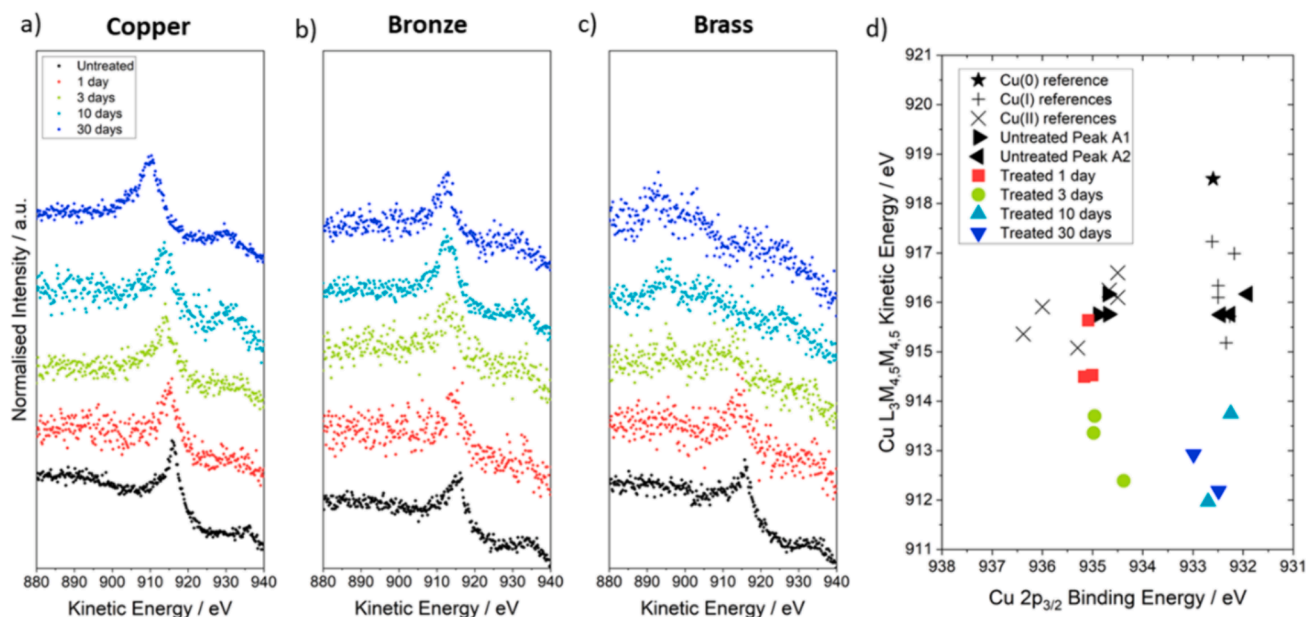 a) Copper
b) Bronze
c) Brass
d)
Untreated
1 day
3 days
10 days
30 days
Normalised Intensity / a.u.
880 890 900 910 920 930 940
Kinetic Energy / eV
880 890 900 910 920 930 940
Kinetic Energy / eV
880 890 900 910 920 930 940
Kinetic Energy / eV
Cu L3M4,5M4,5 Kinetic Energy / eV
921
920
919
918
917
916
915
914
913
912
911
Cu(0) reference
Cu(I) references
Cu(II) references
Untreated Peak A1
Untreated Peak A2
Treated 1 day
Treated 3 days
Treated 10 days
Treated 30 days
938 937 936 935 934 933 932 931
Cu 2p3/2 Binding Energy / eV